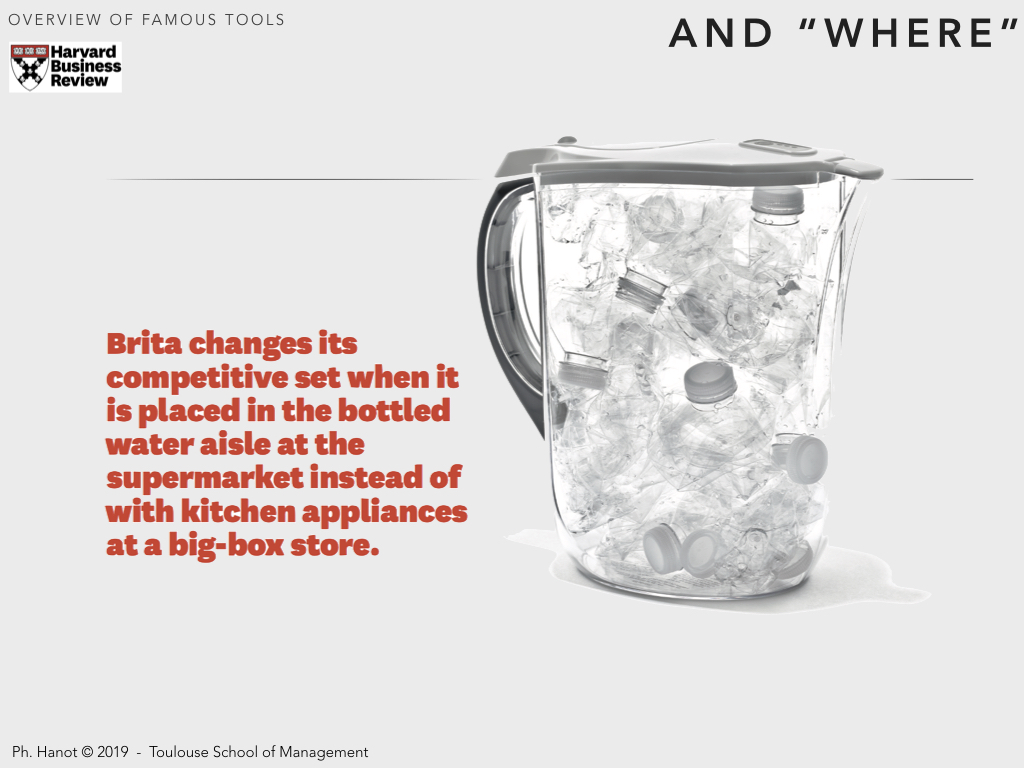 OVERVIEW OF FAMOUS TOOLS
AND “WHERE”
Harvard
Business
Review
Brita changes its
competitive set when it
is placed in the bottled
water aisle at the
supermarket instead of
with kitchen appliances
at a big-box store.
Ph. Hanot © 2019 - Toulouse School of Management